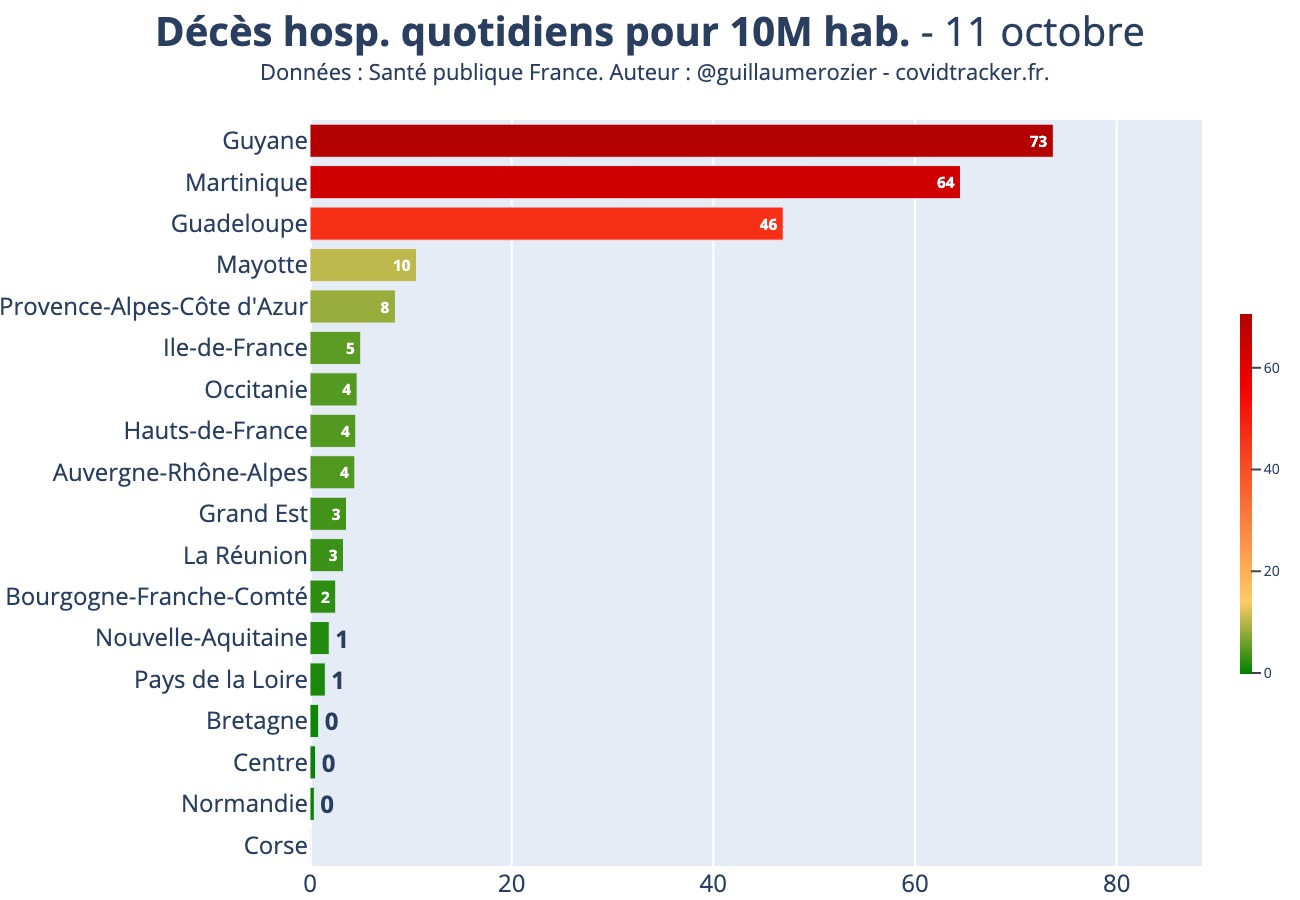 Décès hosp. quotidiens pour 10M hab. - 11 octobre
Données : Santé publique France. Auteur : @guillaumerozier - covidtracker.fr.
Guyane 73
Martinique 64
Guadeloupe 46
Mayotte 10
Provence-Alpes-Côte d'Azur 8
Ile-de-France 5
Occitanie 4
Hauts-de-France 4
Auvergne-Rhône-Alpes 4
Grand Est 3
La Réunion 3
Bourgogne-Franche-Comté 2
Nouvelle-Aquitaine 1
Pays de la Loire 1
Bretagne 0
Centre 0
Normandie 0
Corse
0 20 40 60 80
60
40
20
0